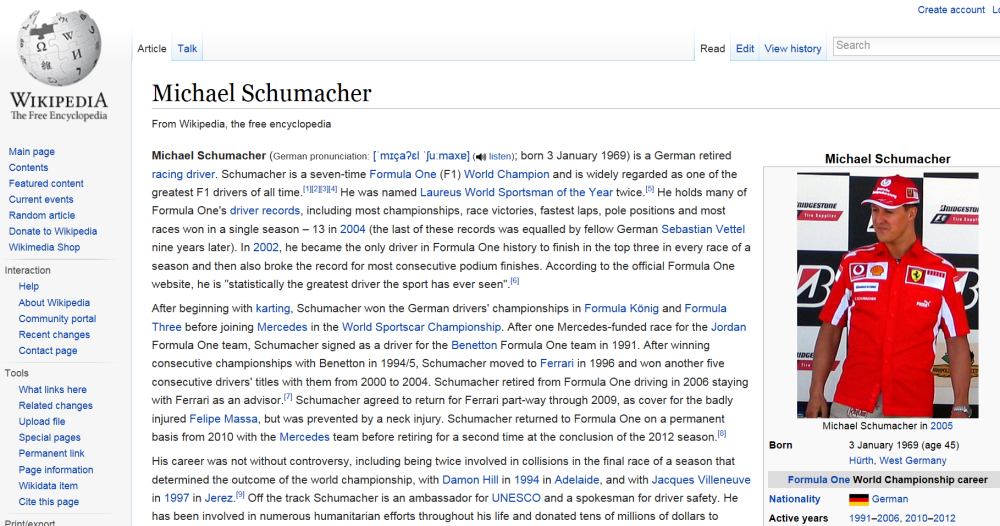 Create account
Lo
WIKIPEDIA
The Free Encyclopedia
Main page
Contents
Featured content
Current events
Random article
Donate to Wikipedia
Wikimedia Shop
Interaction
Help
About Wikipedia
Community portal
Recent changes
Contact page
Tools
What links here
Related changes
Upload file
Special pages
Permanent link
Page information
Wikidata item
Cite this page
Print/export
Article
Talk
Read
Edit
View history
Search
Michael Schumacher
From Wikipedia, the free encyclopedia
Michael Schumacher (German pronunciation: [ˈmɪçaʔɛl ˈʃuːmaxɐ] (listen); born 3 January 1969) is a German retired
racing driver. Schumacher is a seven-time Formula One (F1) World Champion and is widely regarded as one of the
greatest F1 drivers of all time.[1][2][3][4] He was named Laureus World Sportsman of the Year twice.[5] He holds many of
Formula One's driver records, including most championships, race victories, fastest laps, pole positions and most
races won in a single season – 13 in 2004 (the last of these records was equalled by fellow German Sebastian Vettel
nine years later). In 2002, he became the only driver in Formula One history to finish in the top three in every race of a
season and then also broke the record for most consecutive podium finishes. According to the official Formula One
website, he is "statistically the greatest driver the sport has ever seen".[6]
After beginning with karting, Schumacher won the German drivers' championships in Formula König and Formula
Three before joining Mercedes in the World Sportscar Championship. After one Mercedes-funded race for the Jordan
Formula One team, Schumacher signed as a driver for the Benetton Formula One team in 1991. After winning
consecutive championships with Benetton in 1994/5, Schumacher moved to Ferrari in 1996 and won another five
consecutive drivers' titles with them from 2000 to 2004. Schumacher retired from Formula One driving in 2006 staying
with Ferrari as an advisor.[7] Schumacher agreed to return for Ferrari part-way through 2009, as cover for the badly
injured Felipe Massa, but was prevented by a neck injury. Schumacher returned to Formula One on a permanent
basis from 2010 with the Mercedes team before retiring for a second time at the conclusion of the 2012 season.[8]
His career was not without controversy, including being twice involved in collisions in the final race of a season that
determined the outcome of the world championship, with Damon Hill in 1994 in Adelaide, and with Jacques Villeneuve
in 1997 in Jerez.[9] Off the track Schumacher is an ambassador for UNESCO and a spokesman for driver safety. He
has been involved in numerous humanitarian efforts throughout his life and donated tens of millions of dollars to
Michael Schumacher
BRIDGESTONE
Tire Supplier
BRIDGESTONE
Tire Supplier
vodafone
Shell
Michael Schumacher in 2005
Born
3 January 1969 (age 45)
Hürth, West Germany
Formula One World Championship career
Nationality
German
Active years
1991–2006, 2010–2012